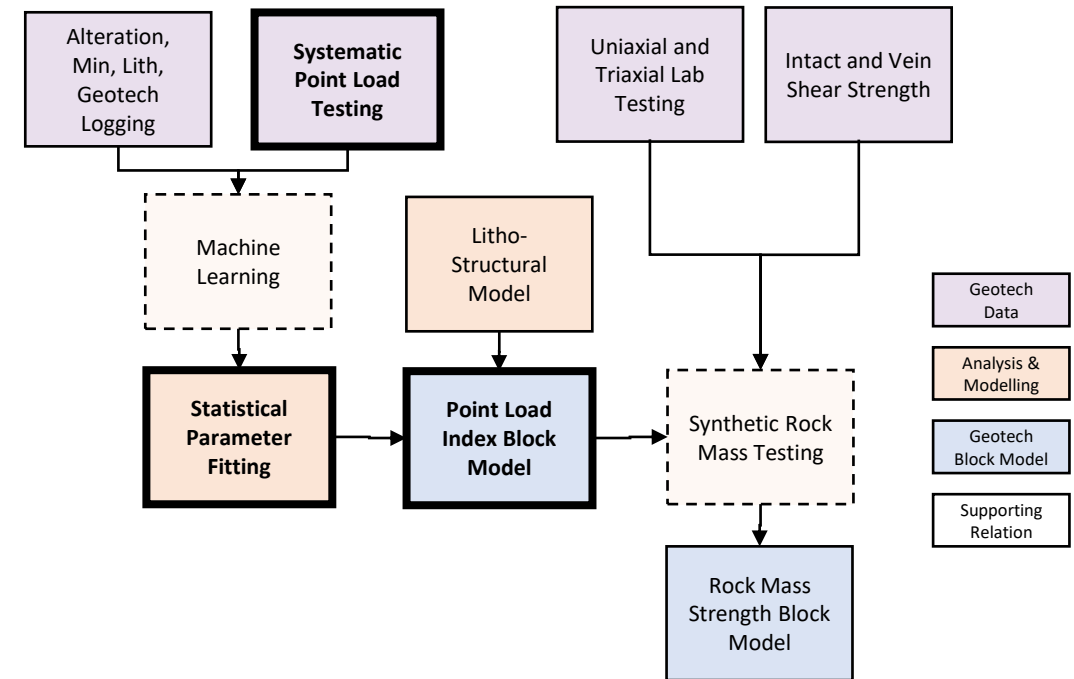 Alteration,
Min, Lith,
Geotech
Logging
Systematic
Point Load
Testing
Uniaxial and
Triaxial Lab
Testing
Intact and Vein
Shear Strength
Machine
Learning
Litho-
Structural
Model
Statistical
Parameter
Fitting
Point Load
Index Block
Model
Synthetic Rock
Mass Testing
Rock Mass
Strength Block
Model
Geotech
Data
Analysis &
Modelling
Geotech
Block Model
Supporting
Relation